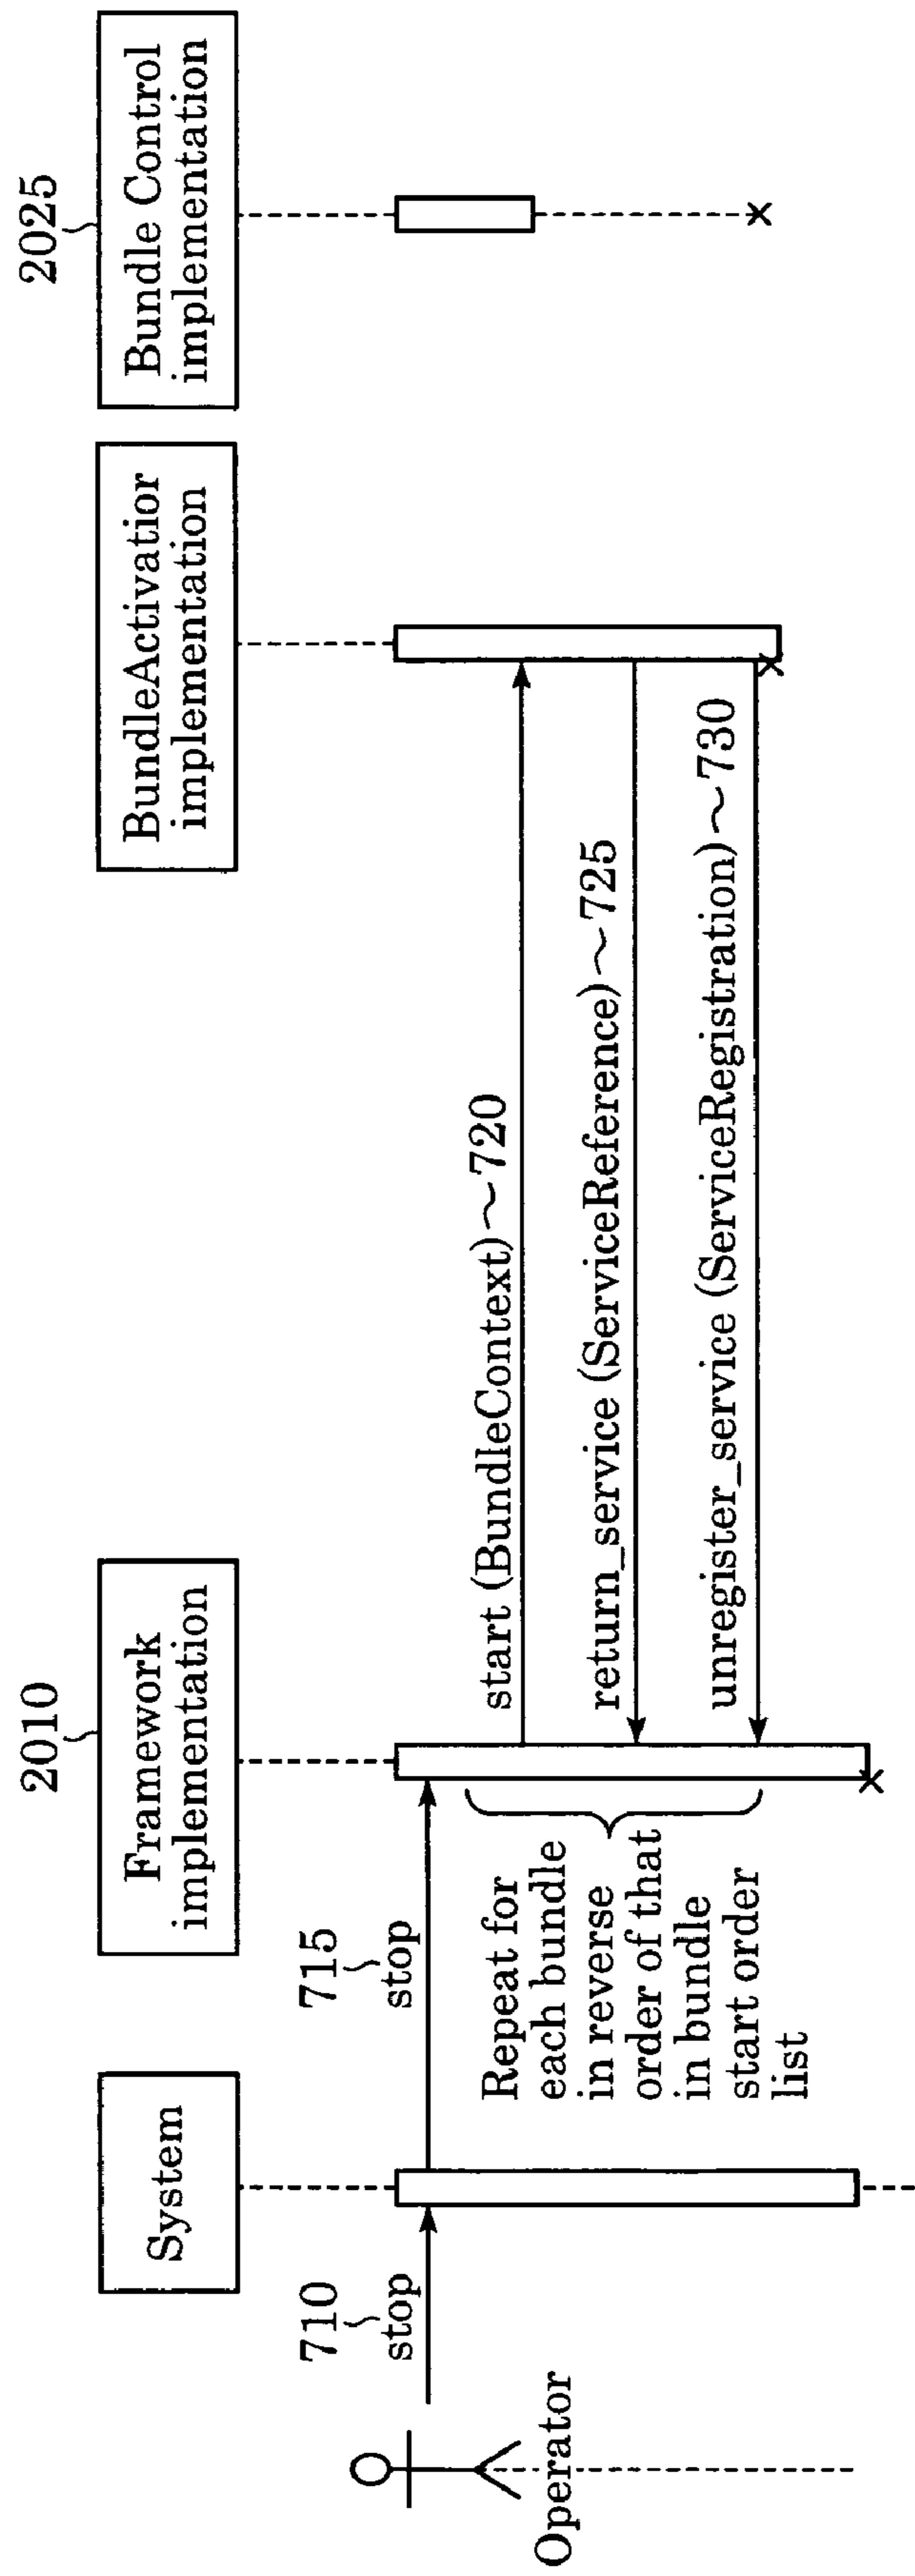 2010
2025
System
Framework
implementation
BundleActivatior
implementation
Bundle Control
implementation
710
stop
715
stop
Operator
start (BundleContext)~720
return_service (ServiceReference)~725
unregister_service (ServiceRegistration)~730
Repeat for
each bundle
in reverse
order of that
in bundle
start order
list